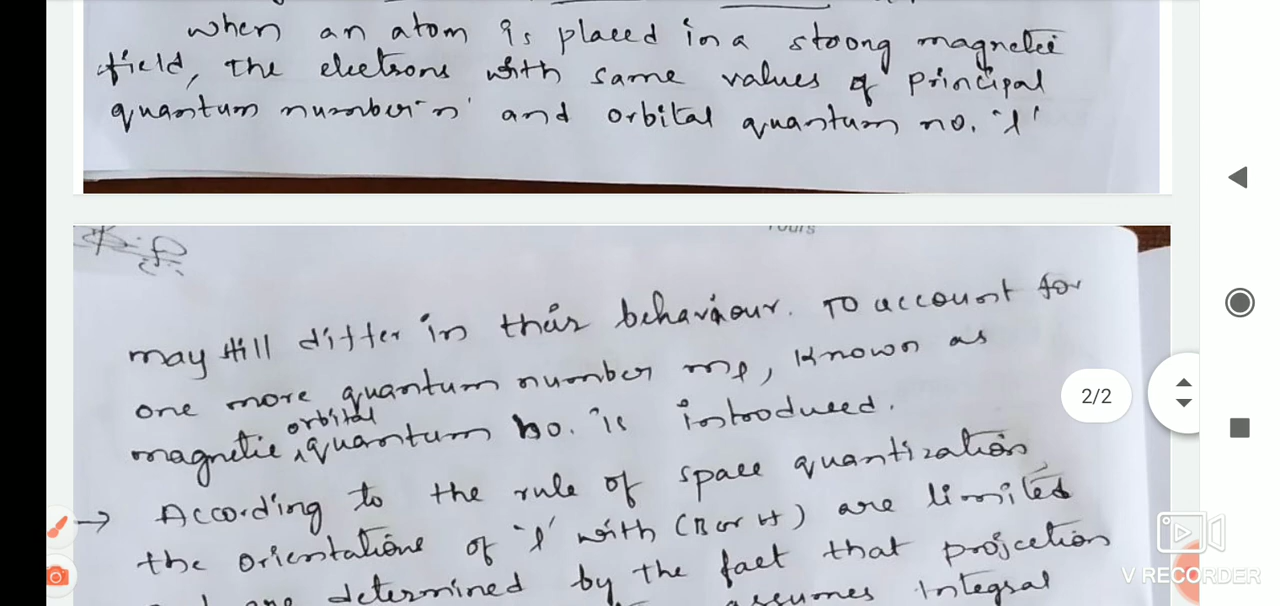 when an atom is placed in a strong magnetic
field, the electrons with same values of principal
quantum number 'n' and orbital quantum no. 'l'
yours
may still differ in their behaviour. To account for
one more quantum number ml, known as
orbital
magnetic quantum no. is introduced.
2/2
→ According to the rule of space quantization,
the orientations of 'l' with (B or H) are limited
determined by the fact that projection
assumes Integral
V RECORDER